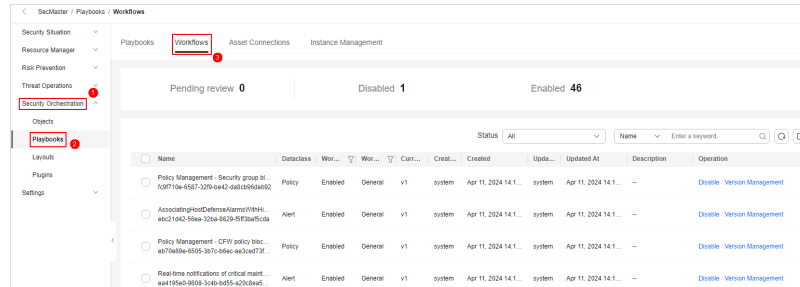 SecMaster / Playbooks / Workflows
Security Situation
Resource Manager
Risk Prevention
Threat Operations
1
Security Orchestration
Objects
Playbooks
2
Layouts
Plugins
Settings
Playbooks Workflows Asset Connections Instance Management
3
Pending review 0 Disabled 1 Enabled 46
Status All Name Enter a keyword.
Name Dataclass Wor... Wor... Curr... Creat... Created Upda... Updated At Description Operation
Policy Management - Security group bl...
fc9f710e-6587-32f9-be42-da8cb96dab92
Policy Enabled General v1 system Apr 11, 2024 14:1... system Apr 11, 2024 14:1... -- Disable Version Management
AssociatingHostDefenseAlarmsWithHi...
ebc21d42-56ea-32ba-8629-f5ff3baf5cda
Alert Enabled General v1 system Apr 11, 2024 14:1... system Apr 11, 2024 14:1... -- Disable Version Management
Policy Management - CFW policy bloc...
eb70e89e-6505-3b7c-b6ec-ae3ced73f...
Policy Enabled General v1 system Apr 11, 2024 14:1... system Apr 11, 2024 14:1... -- Disable Version Management
Real-time notifications of critical maint...
ea4195e0-9608-3c4b-bd55-a20c8ea5...
Alert Enabled General v1 system Apr 11, 2024 14:1... system Apr 11, 2024 14:1... -- Disable Version Management